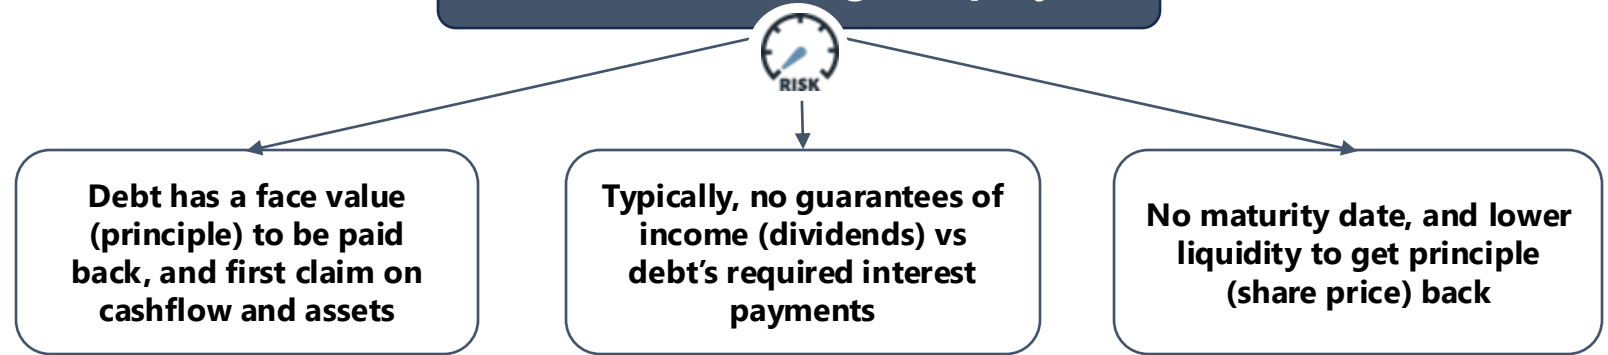 RISK
Debt has a face value
(principle) to be paid
back, and first claim on
cashflow and assets
Typically, no guarantees of
income (dividends) vs
debt’s required interest
payments
No maturity date, and lower
liquidity to get principle
(share price) back